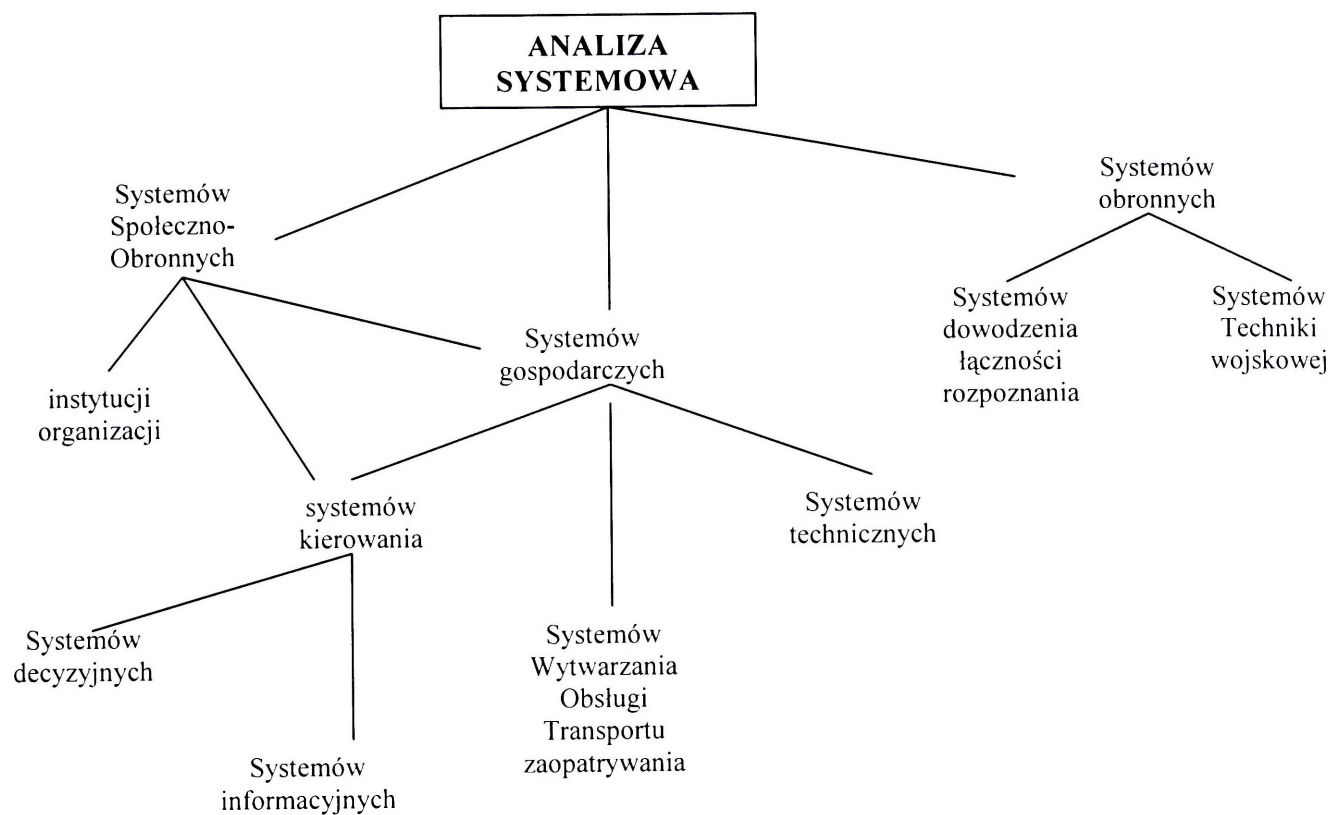 ANALIZA
SYSTEMOWA
Systemów
Społeczno-
Obronnych
Systemów
obronnych
instytucji
organizacji
Systemów
gospodarczych
Systemów
dowodzenia
łączności
rozpoznania
Systemów
Techniki
wojskowej
systemów
kierowania
Systemów
technicznych
Systemów
decyzyjnych
Systemów
informacyjnych
Systemów
Wytwarzania
Obsługi
Transportu
zaopatrywania